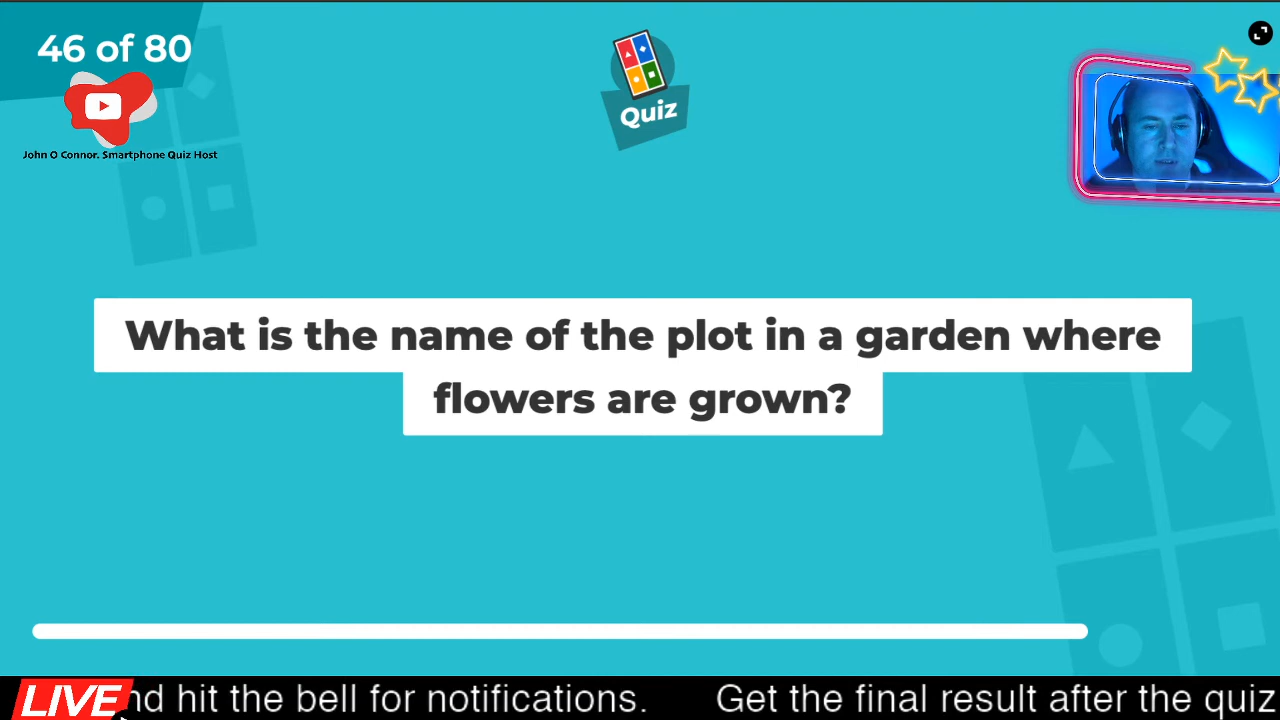 46 of 80
John O Connor. Smartphone Quiz Host
Quiz
What is the name of the plot in a garden where
flowers are grown?
LIVE
nd hit the bell for notifications. Get the final result after the quiz